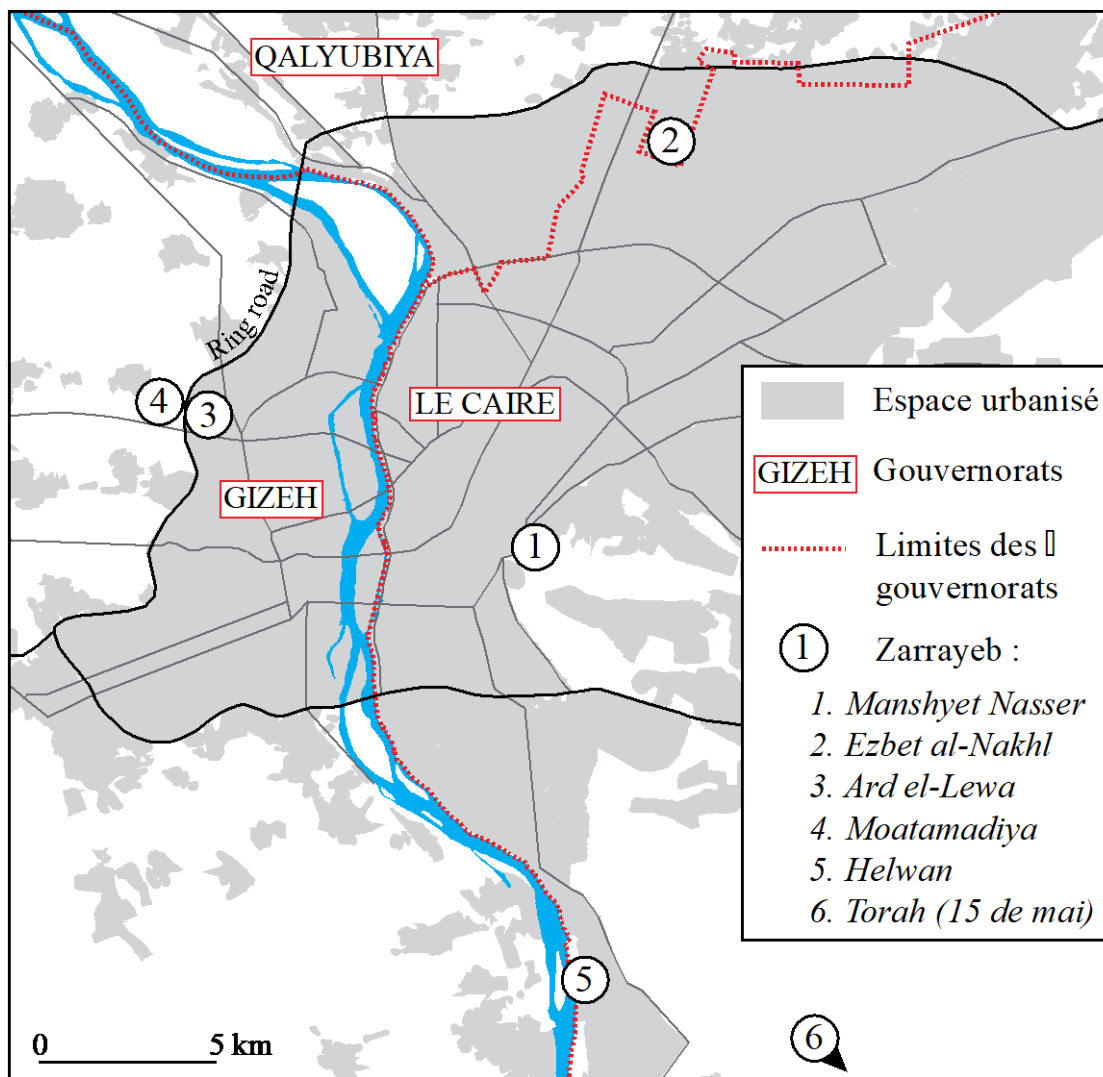 QALYUBIYA
2
Ring road
4
3
LE CAIRE
GIZEH
1
5
6
0 5 km
Espace urbanisé
GIZEH Gouvernorats
Limites des ▯
gouvernorats
1 Zarrayeb :
1. Manshyet Nasser
2. Ezbet al-Nakhl
3. Ard el-Lewa
4. Moatamadiya
5. Helwan
6. Torah (15 de mai)